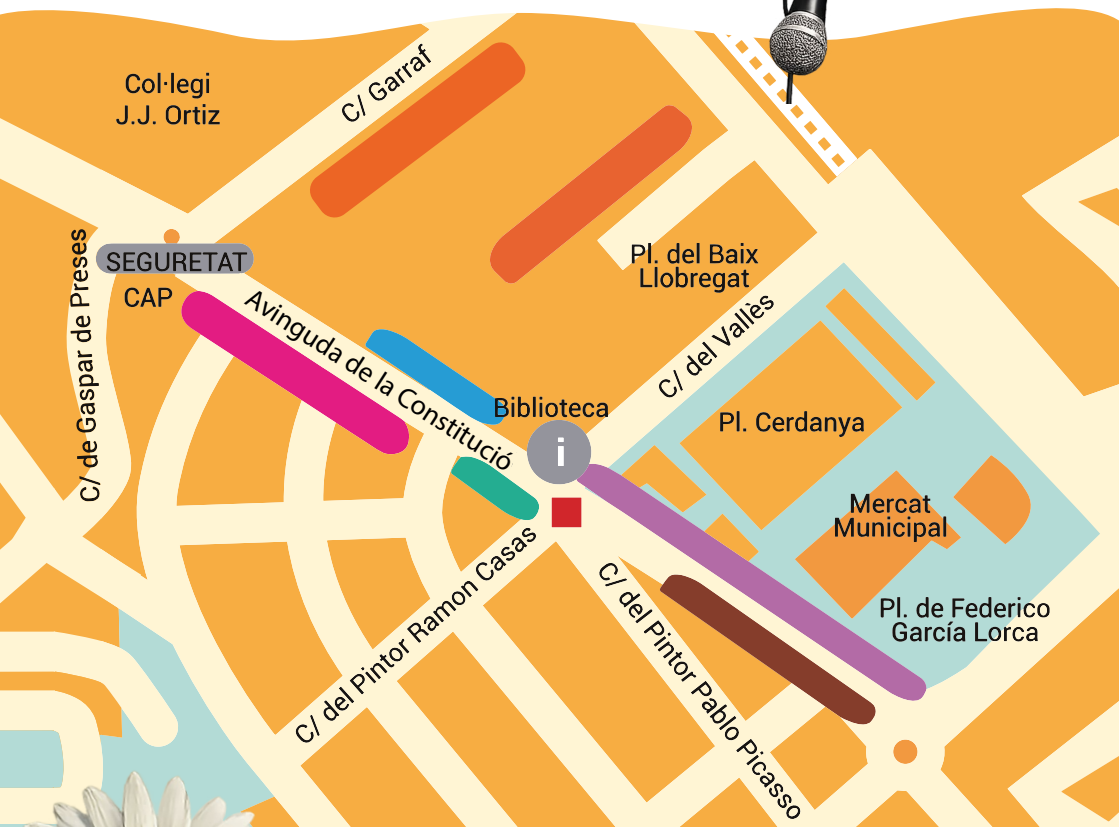 Col·legi
J.J. Ortiz
C/ Garraf
SEGURETAT
CAP
C/ de Gaspar de Preses
Avinguda de la Constitució
Pl. del Baix
Llobregat
C/ del Vallès
Biblioteca
i
Pl. Cerdanya
Mercat
Municipal
Pl. de Federico
García Lorca
C/ del Pintor Ramon Casas
C/ del Pintor Pablo Picasso